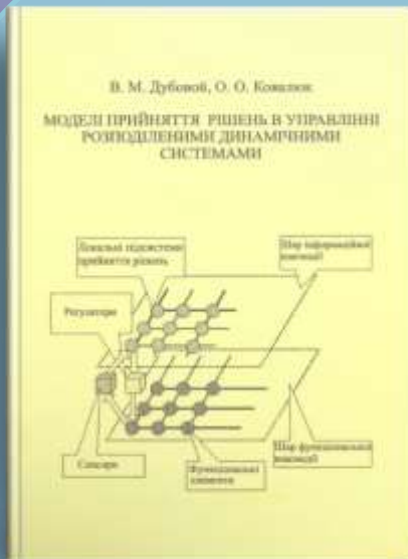 В. М. Дубовой, О. О. Ковалюк
МОДЕЛІ ПРИЙНЯТТЯ РІШЕНЬ В УПРАВЛІННІ
РОЗПОДІЛЕНИМИ ДИНАМІЧНИМИ
СИСТЕМАМИ
Локальні підсистеми
прийняття рішень
Шар інформаційної
взаємодії
Регулятори
Сенсори
Функціональні
елементи
Шар функціональної
взаємодії